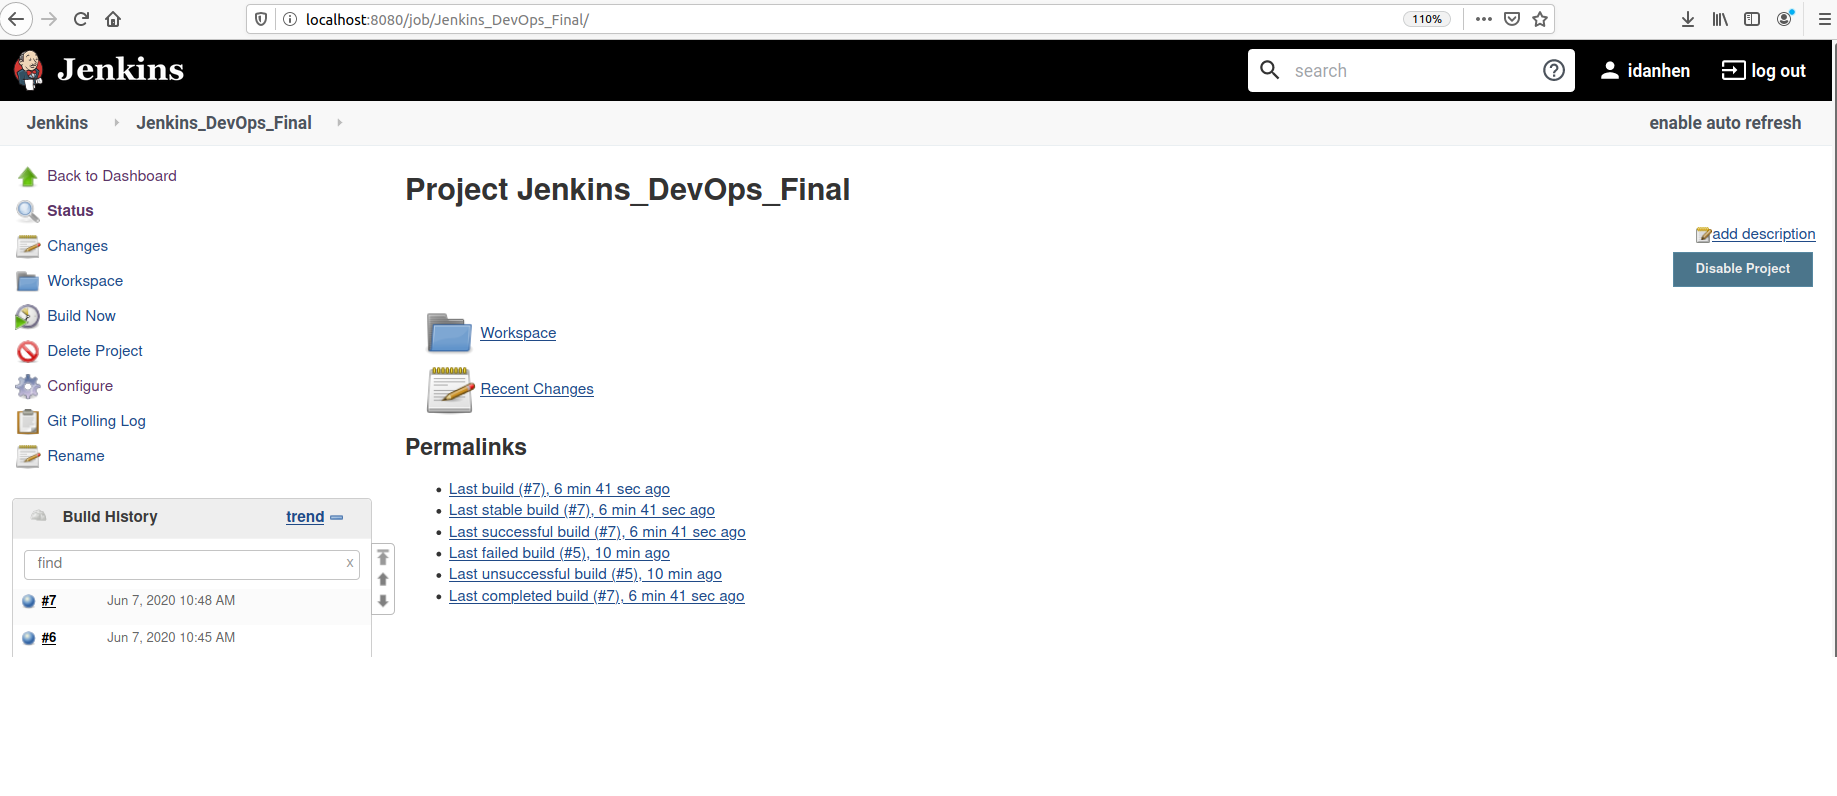 localhost:8080/job/Jenkins_DevOps_Final/ 110%
Jenkins search idanhen log out
Jenkins Jenkins_DevOps_Final enable auto refresh
Back to Dashboard
Status
Changes
Workspace
Build Now
Delete Project
Configure
Git Polling Log
Rename
Project Jenkins_DevOps_Final
add description
Disable Project
Workspace
Recent Changes
Permalinks
Last build (#7), 6 min 41 sec ago
Last stable build (#7), 6 min 41 sec ago
Last successful build (#7), 6 min 41 sec ago
Last failed build (#5), 10 min ago
Last unsuccessful build (#5), 10 min ago
Last completed build (#7), 6 min 41 sec ago
Build History trend
find x
#7 Jun 7, 2020 10:48 AM
#6 Jun 7, 2020 10:45 AM